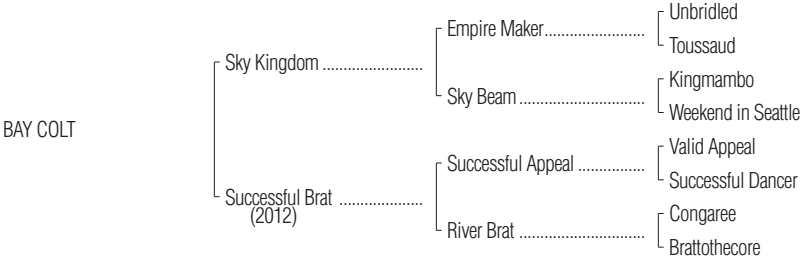 Unbridled
Empire Maker......................
Toussaud
Sky Kingdom ......................
Kingmambo
Sky Beam ...........................
Weekend in Seattle
BAY COLT
Valid Appeal
Successful Appeal ..............
Successful Dancer
Successful Brat ..................
(2012)
Congaree
River Brat ...........................
Brattothecore